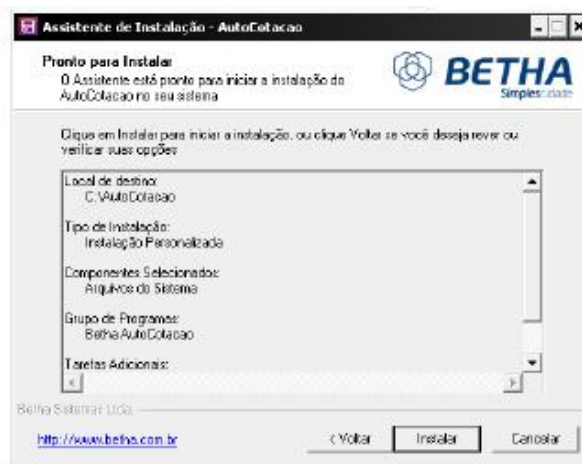 Assistente de Instalação - AutoCotacao
Pronto para Instalar
O Assistente está pronto para iniciar a instalação do
AutoCotacao no seu sistema
BETHA
Simplescidade
Clique em Instalar para iniciar a instalação, ou clique Voltar se você deseja rever ou
verificar suas opções
Local de destino:
C:\AutoCotacao
Tipo de Instalação:
Instalação Personalizada
Componentes Selecionados:
Arquivos do Sistema
Grupo de Programas:
Betha AutoCotacao
Tarefas Adicionais:
Betha Sistemas Ltda.
http://www.betha.com.br
< Voltar
Instalar
Cancelar